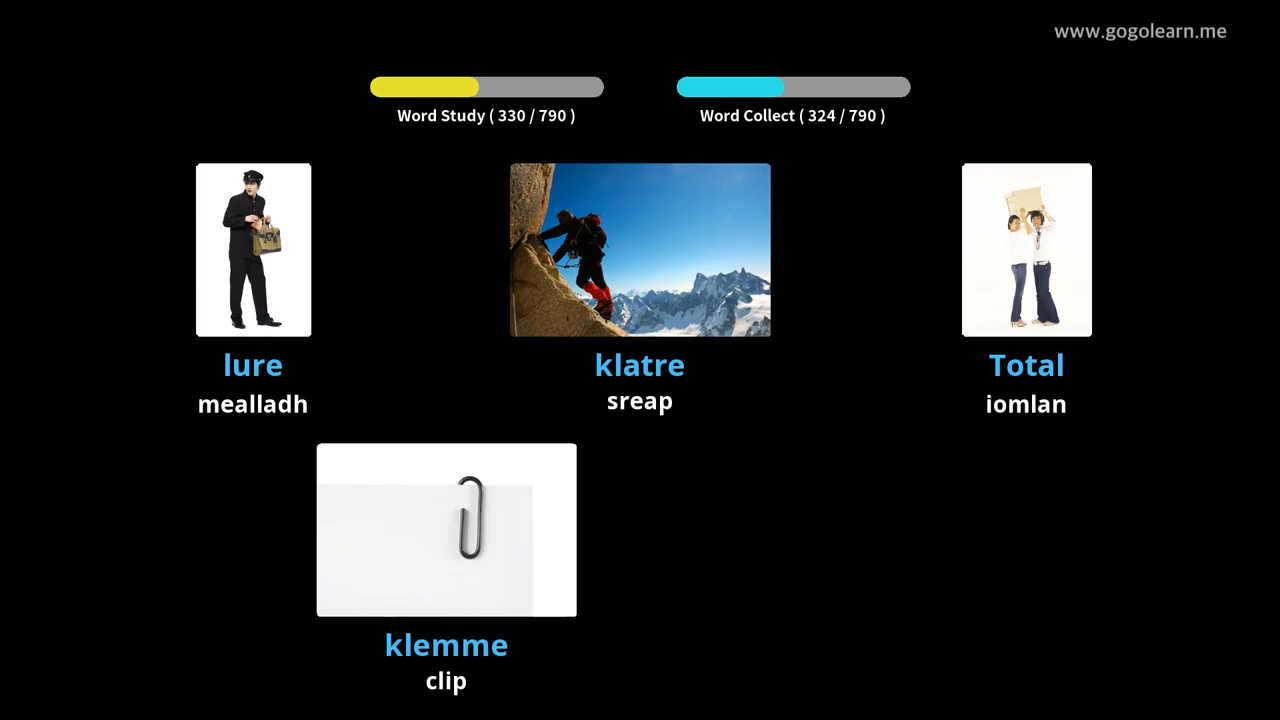 www.gogolearn.me
Word Study ( 330 / 790 )
Word Collect ( 324 / 790 )
lure
mealladh
klatre
sreap
Total
iomlan
klemme
clip